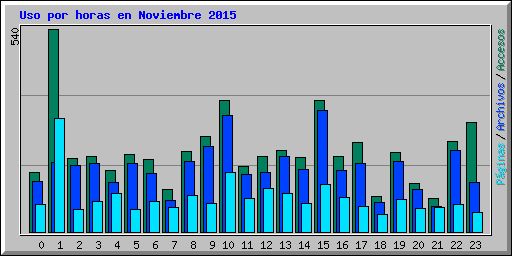 Uso por horas en Noviembre 2015
540
Páginas / Archivos / Accesos
0 1 2 3 4 5 6 7 8 9 10 11 12 13 14 15 16 17 18 19 20 21 22 23